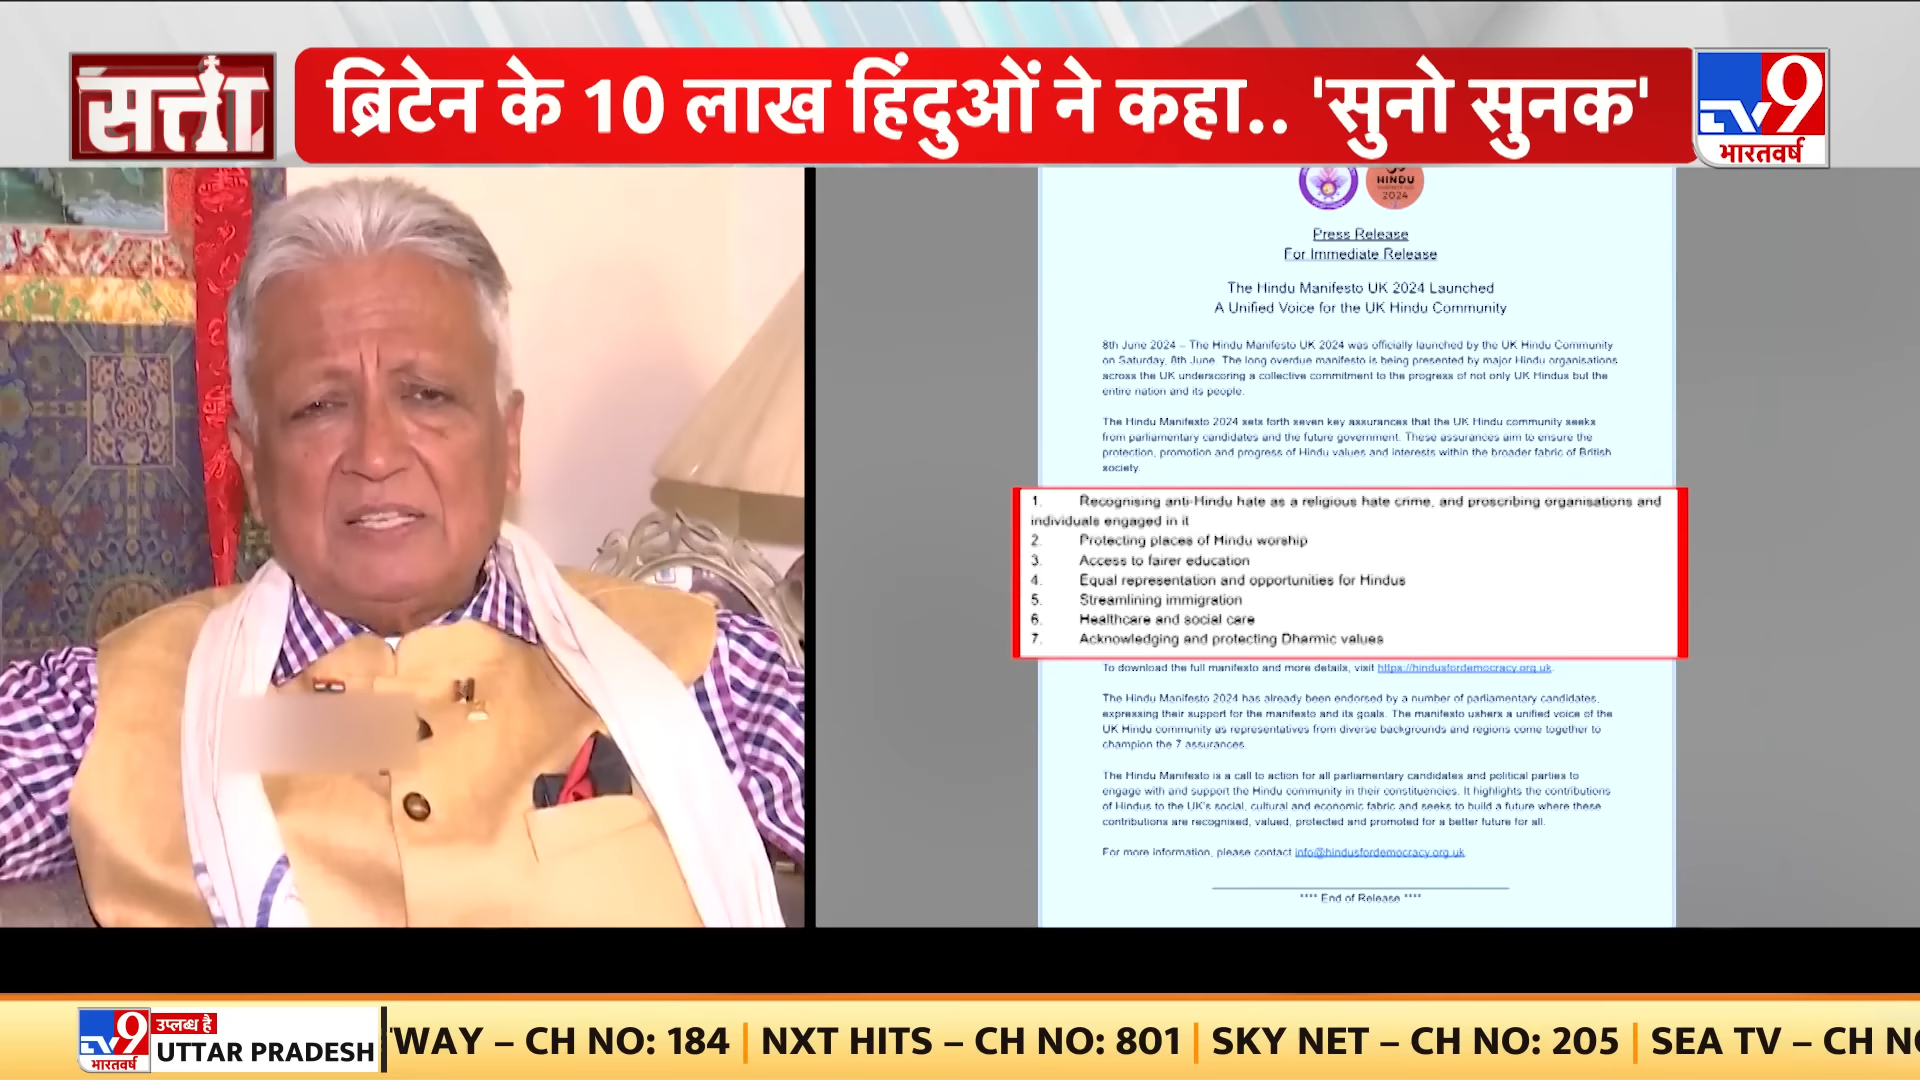 सत्ता
ब्रिटेन के 10 लाख हिंदुओं ने कहा.. 'सुनो सुनक'
TV9
भारतवर्ष
HINDU
2024
Press Release
For Immediate Release
The Hindu Manifesto UK 2024 Launched
A Unified Voice for the UK Hindu Community
8th June 2024 – The Hindu Manifesto UK 2024 was officially launched by the UK Hindu Community
on Saturday, 8th June. The long overdue manifesto is being presented by major Hindu organisations
across the UK underscoring a collective commitment to the progress of not only UK Hindus but the
entire nation and its people.
The Hindu Manifesto 2024 sets forth seven key assurances that the UK Hindu community seeks
from parliamentary candidates and the future government. These assurances aim to ensure the
protection, promotion and progress of Hindu values and interests within the broader fabric of British
society.
1. Recognising anti-Hindu hate as a religious hate crime, and proscribing organisations and
individuals engaged in it
2. Protecting places of Hindu worship
3. Access to fairer education
4. Equal representation and opportunities for Hindus
5. Streamlining immigration
6. Healthcare and social care
7. Acknowledging and protecting Dharmic values
To download the full manifesto and more details, visit https://hindusfordemocracy.org.uk.
The Hindu Manifesto 2024 has already been endorsed by a number of parliamentary candidates,
expressing their support for the manifesto and its goals. The manifesto ushers a unified voice of the
UK Hindu community as representatives from diverse backgrounds and regions come together to
champion the 7 assurances.
The Hindu Manifesto is a call to action for all parliamentary candidates and political parties to
engage with and support the Hindu community in their constituencies. It highlights the contributions
of Hindus to the UK's social, cultural and economic fabric and seeks to build a future where these
contributions are recognised, valued, protected and promoted for a better future for all.
For more information, please contact info@hindusfordemocracy.org.uk
**** End of Release ****
TV9
भारतवर्ष
उप्लब्ध है
UTTAR PRADESH
WAY – CH NO: 184 | NXT HITS – CH NO: 801 | SKY NET – CH NO: 205 | SEA TV – CH NO